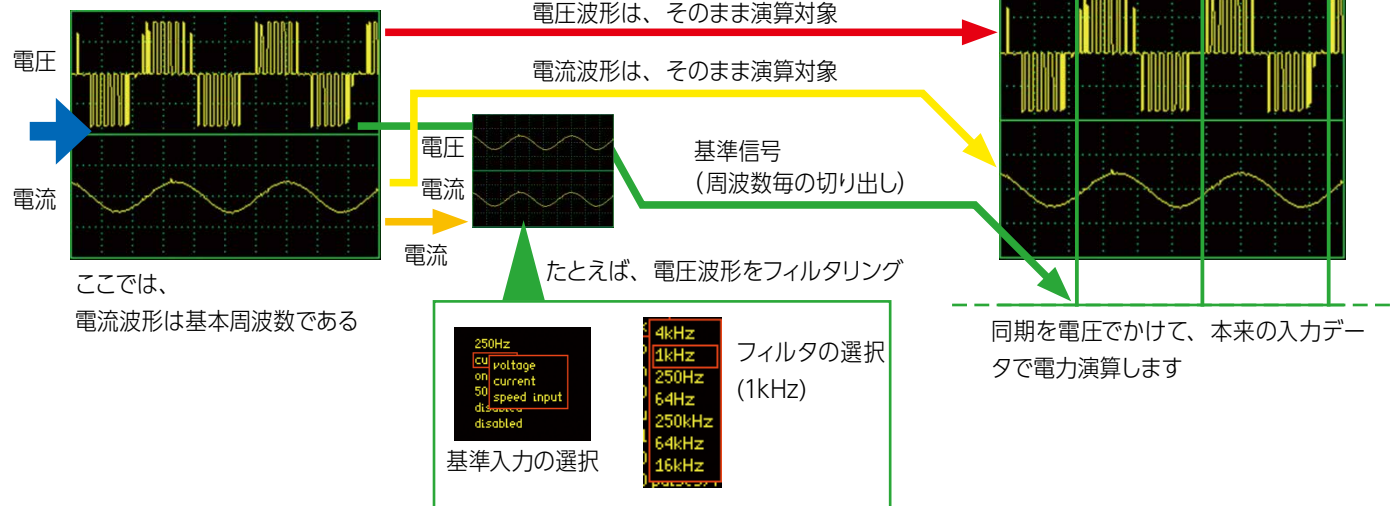 電圧波形は、そのまま演算対象
電圧
電流波形は、そのまま演算対象
電圧
電流
基準信号
（周波数毎の切り出し）
電流
電流
たとえば、電圧波形をフィルタリング
ここでは、
電流波形は基本周波数である
同期を電圧でかけて、本来の入力デー
タで電力演算します
250Hz
cu
voltage
on
current
50
speed input
disabled
disabled
基準入力の選択
4kHz
1kHz
250Hz
64Hz
250kHz
64kHz
16kHz
フィルタの選択
(1kHz)